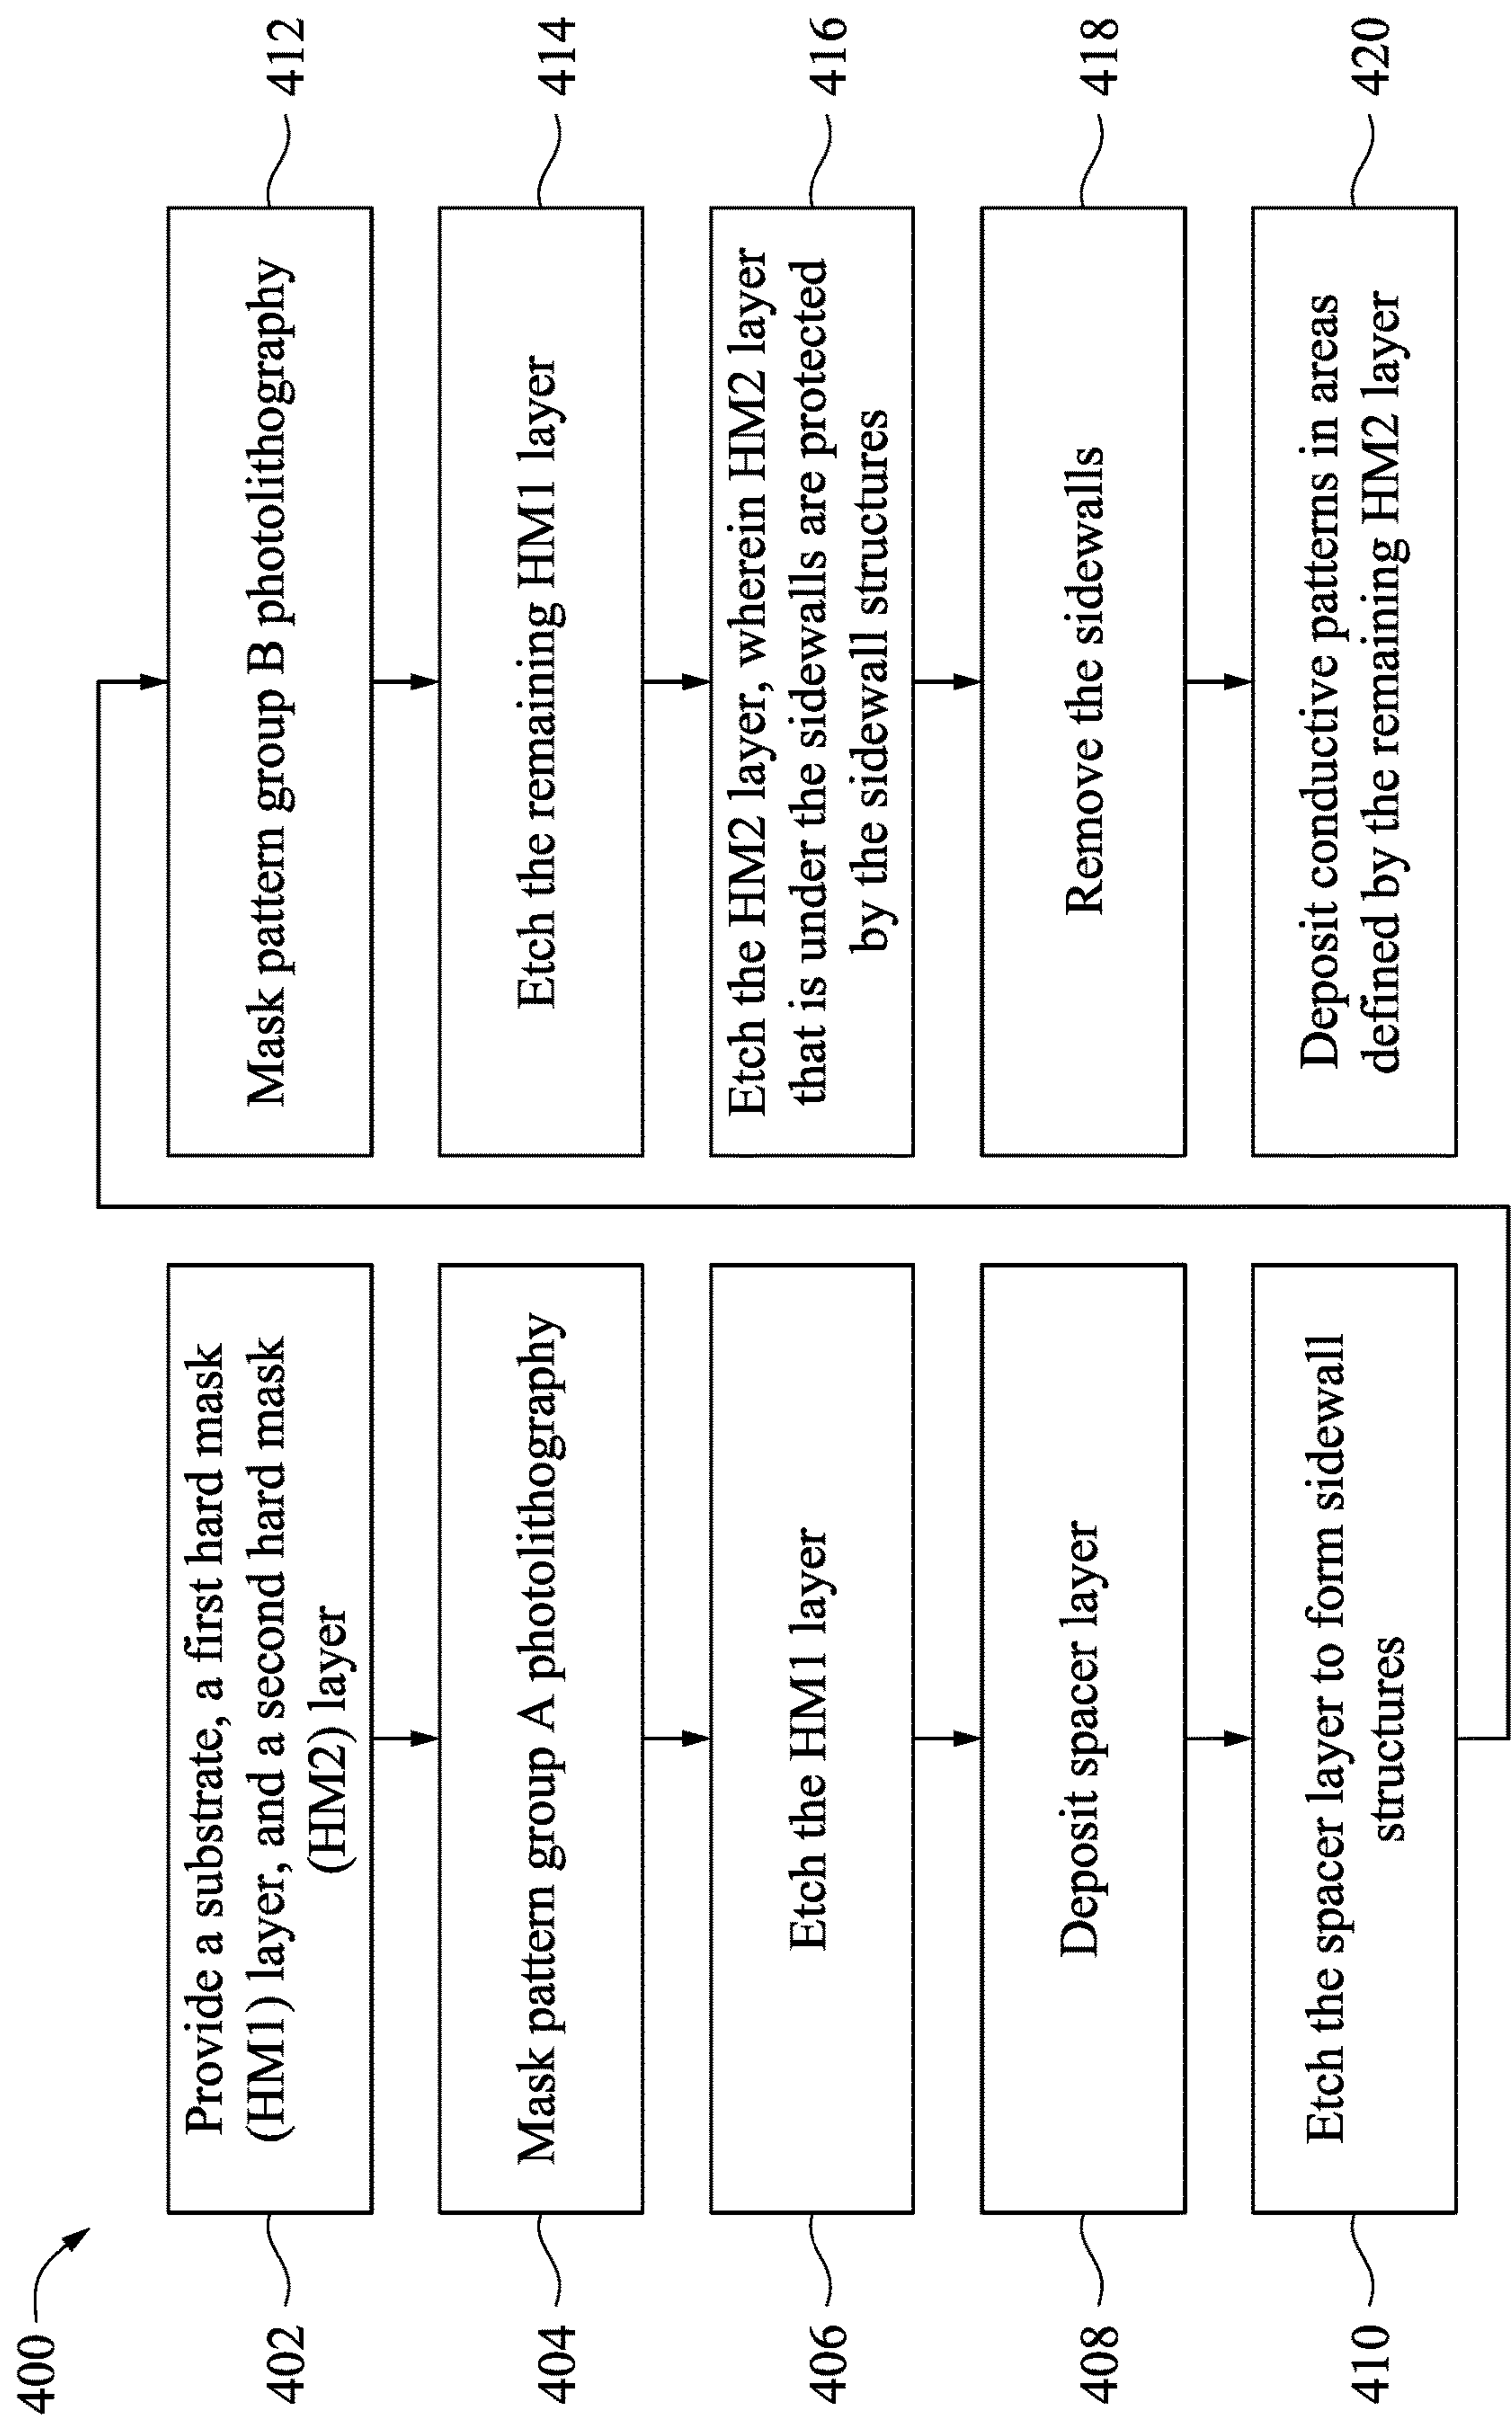 400
402
Provide a substrate, a first hard mask
(HM1) layer, and a second hard mask
(HM2) layer
404
Mask pattern group A photolithography
406
Etch the HM1 layer
408
Deposit spacer layer
410
Etch the spacer layer to form sidewall
structures
Mask pattern group B photolithography
412
Etch the remaining HM1 layer
414
Etch the HM2 layer, wherein HM2 layer
that is under the sidewalls are protected
by the sidewall structures
416
Remove the sidewalls
418
Deposit conductive patterns in areas
defined by the remaining HM2 layer
420